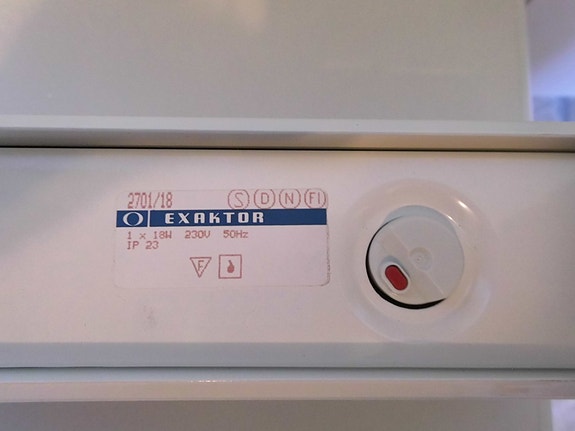 2701/18 S D N FI
EXAKTOR
1 x 18W 230V 50Hz
IP 23
F